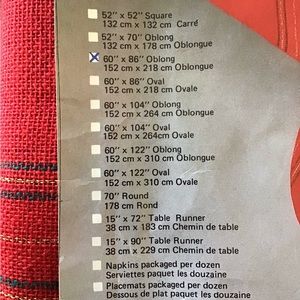 52" x 52" Square
132 cm x 132 cm Carré
52" x 70" Oblong
132 cm x 178 cm Oblongue
60" x 86" Oblong
152 cm x 218 cm Oblongue
60" x 86" Oval
152 cm x 218 cm Ovale
60" x 104" Oblong
152 cm x 264 cm Oblongue
60" x 104" Oval
152 cm x 264cm Ovale
60" x 122" Oblong
152 cm x 310 cm Oblongue
60" x 122" Oval
152 cm x 310 cm Ovale
70" Round
178 cm Rond
15" x 72" Table Runner
38 cm x 183 cm Chemin de table
15" x 90" Table Runner
38 cm x 229 cm Chemin de table
Napkins packaged per dozen
Serviettes paquet les douzaine
Placemats packaged per dozen
Dessous de plat paquet les douzaine